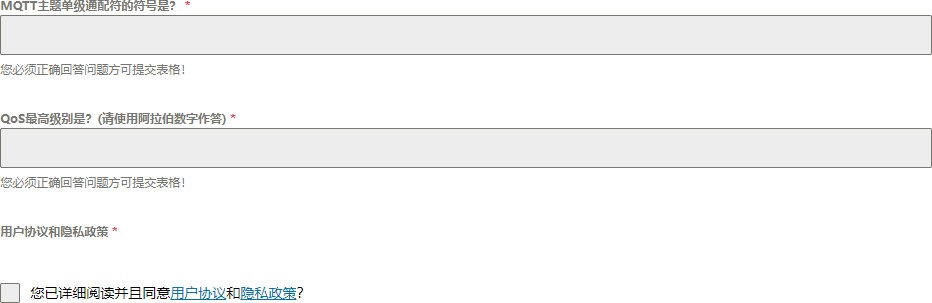 MQTT主题单级通配符的符号是？ *
您必须正确回答问题方可提交表格！
QoS最高级别是？(请使用阿拉伯数字作答) *
您必须正确回答问题方可提交表格！
用户协议和隐私政策 *
您已详细阅读并且同意用户协议和隐私政策？